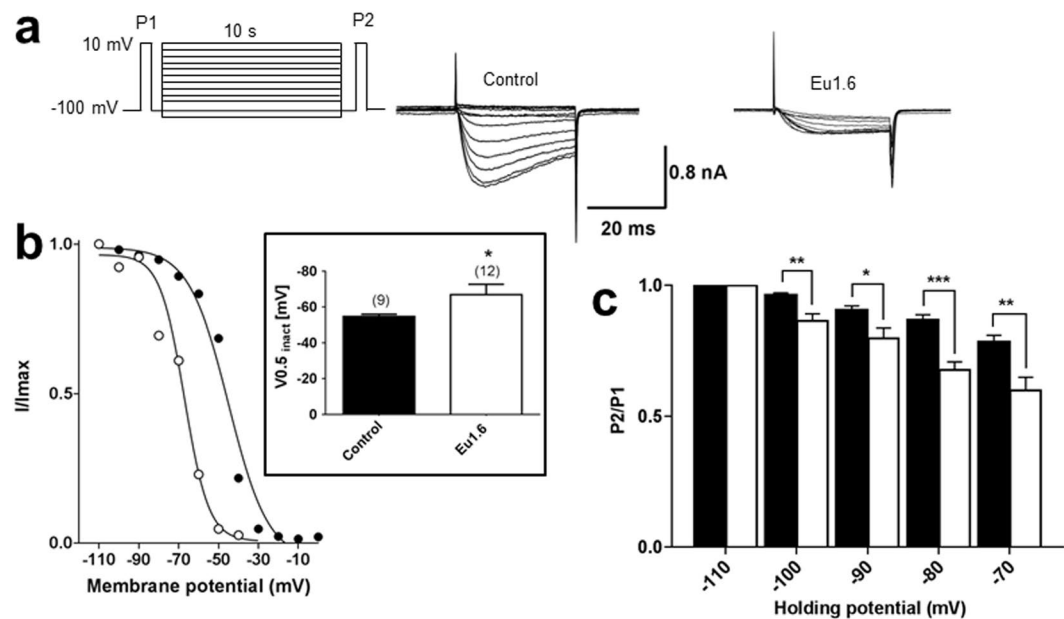 a
P1
P2
10 s
10 mV
-100 mV
Control
Eu1.6
0.8 nA
20 ms
b
I/Imax
1.0
0.5
0.0
-110
-90
-70
-50
-30
-10
Membrane potential (mV)
V0.5 inact [mV]
-80
-60
-40
-20
0
(9)
*
(12)
Control
Eu1.6
c
P2/P1
1.0
0.5
0.0
**
*
***
**
-110
-100
-90
-80
-70
Holding potential (mV)